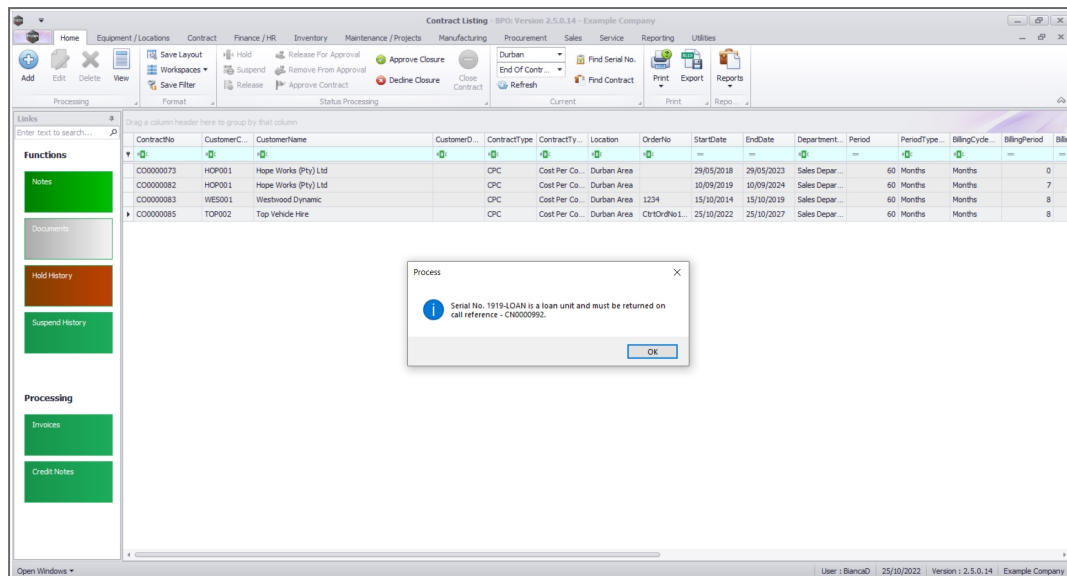 Contract Listing - BPO: Version 2.5.0.14 - Example Company
Home Equipment / Locations Contract Finance / HR Inventory Maintenance / Projects Manufacturing Procurement Sales Service Reporting Utilities
Add Edit Delete View
Processing
Save Layout
Workspaces
Save Filter
Format
Hold
Suspend
Release
Release For Approval
Remove From Approval
Approve Contract
Approve Closure
Decline Closure
Close Contract
Status Processing
Durban
End Of Contr...
Refresh
Find Serial No.
Find Contract
Current
Print Export
Print
Reports
Repo...
Links
Enter text to search...
Functions
Notes
Documents
Hold History
Suspend History
Processing
Invoices
Credit Notes
Drag a column header here to group by that column
ContractNo CustomerC... CustomerName CustomerD... ContractType ContractTy... Location OrderNo StartDate EndDate Department... Period PeriodType... BillingCycle... BillingPeriod Billi
CO0000073 HOP001 Hope Works (Pty) Ltd CPC Cost Per Co... Durban Area 29/05/2018 29/05/2023 Sales Depar... 60 Months Months 0
CO0000082 HOP001 Hope Works (Pty) Ltd CPC Cost Per Co... Durban Area 10/09/2019 10/09/2024 Sales Depar... 60 Months Months 7
CO0000083 WES001 Westwood Dynamic CPC Cost Per Co... Durban Area 1234 15/10/2014 15/10/2019 Sales Depar... 60 Months Months 8
CO0000085 TOP002 Top Vehicle Hire CPC Cost Per Co... Durban Area CtrtOrdNo1... 25/10/2022 25/10/2027 Sales Depar... 60 Months Months 8
Process
Serial No. 1919-LOAN is a loan unit and must be returned on
call reference - CN0000992.
OK
Open Windows
User : BiancaD 25/10/2022 Version : 2.5.0.14 Example Company